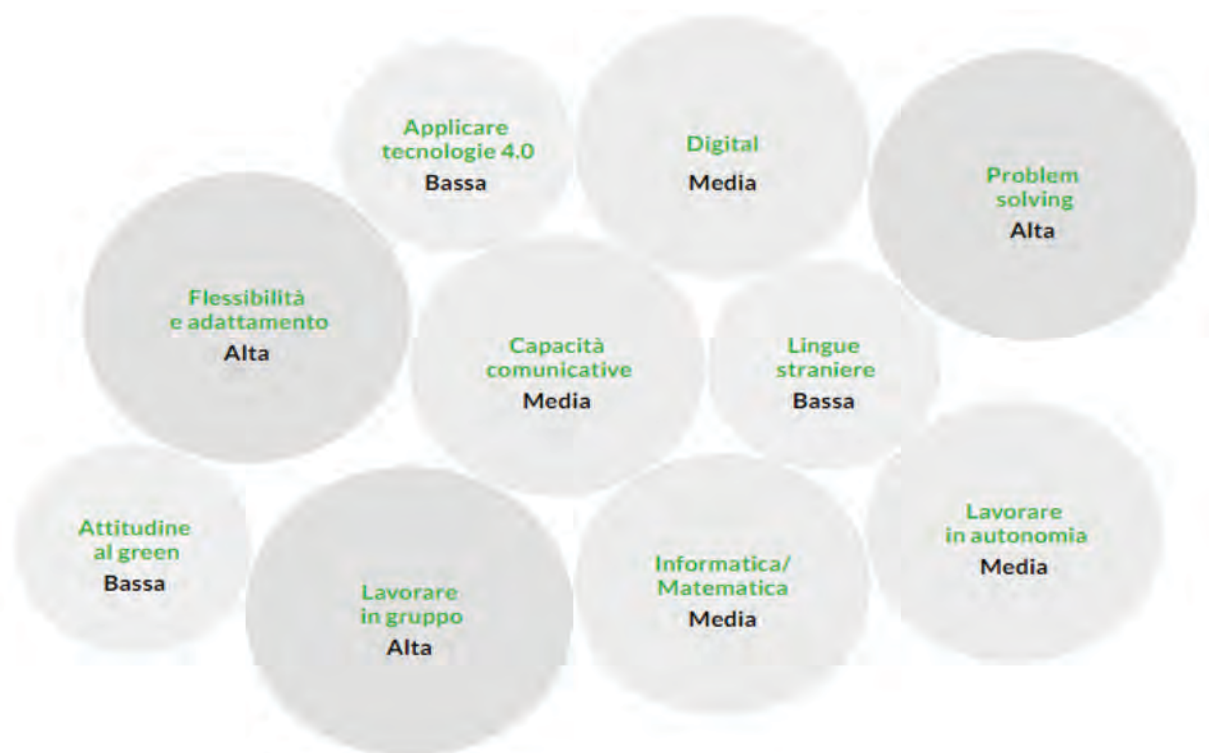 Applicare
tecnologie 4.0
Bassa
Digital
Media
Problem
solving
Alta
Flessibilità
e adattamento
Alta
Capacità
comunicative
Media
Lingue
straniere
Bassa
Attitudine
al green
Bassa
Lavorare
in gruppo
Alta
Informatica/
Matematica
Media
Lavorare
in autonomia
Media